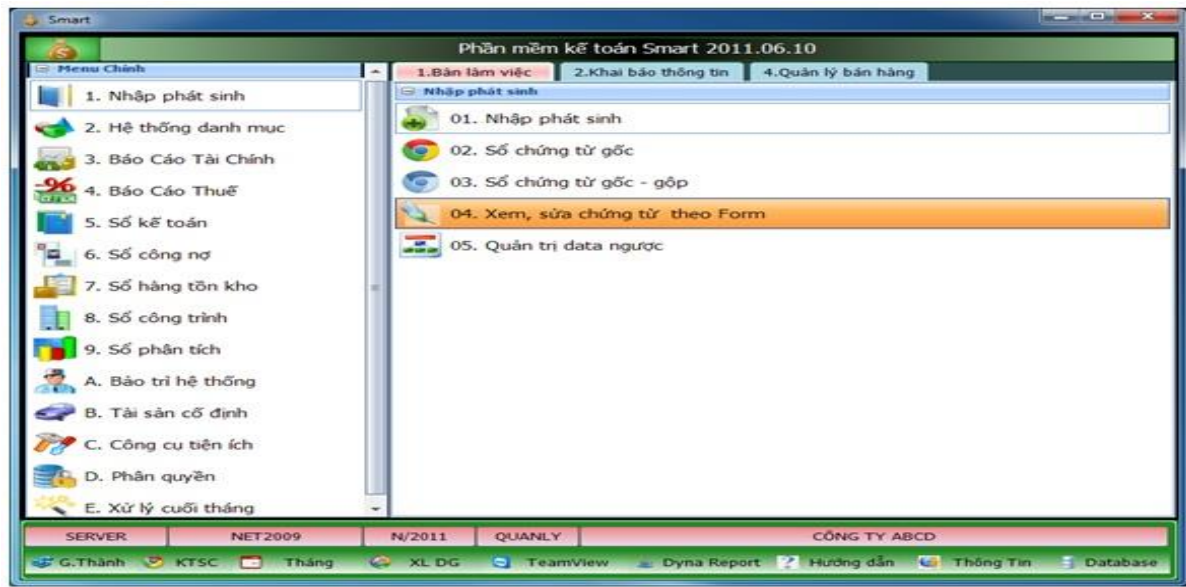 Smart
Phần mềm kế toán Smart 2011.06.10
Menu Chính
1. Nhập phát sinh
2. Hệ thống danh mục
3. Báo Cáo Tài Chính
-%
4. Báo Cáo Thuế
5. Sổ kế toán
6. Sổ công nợ
7. Sổ hàng tồn kho
8. Sổ công trình
9. Sổ phân tích
A. Bảo trì hệ thống
B. Tài sản cố định
C. Công cụ tiện ích
D. Phân quyền
E. Xử lý cuối tháng
1.Bàn làm việc 2.Khai báo thông tin 4.Quản lý bán hàng
Nhập phát sinh
01. Nhập phát sinh
02. Sổ chứng từ gốc
03. Sổ chứng từ gốc - gộp
04. Xem, sửa chứng từ theo Form
05. Quản trị data ngược
SERVER NET2009 N/2011 QUANLY CÔNG TY ABCD
G.Thành KTSC Tháng XL DG TeamView Dyna Report Hướng dẫn Thông Tin Database